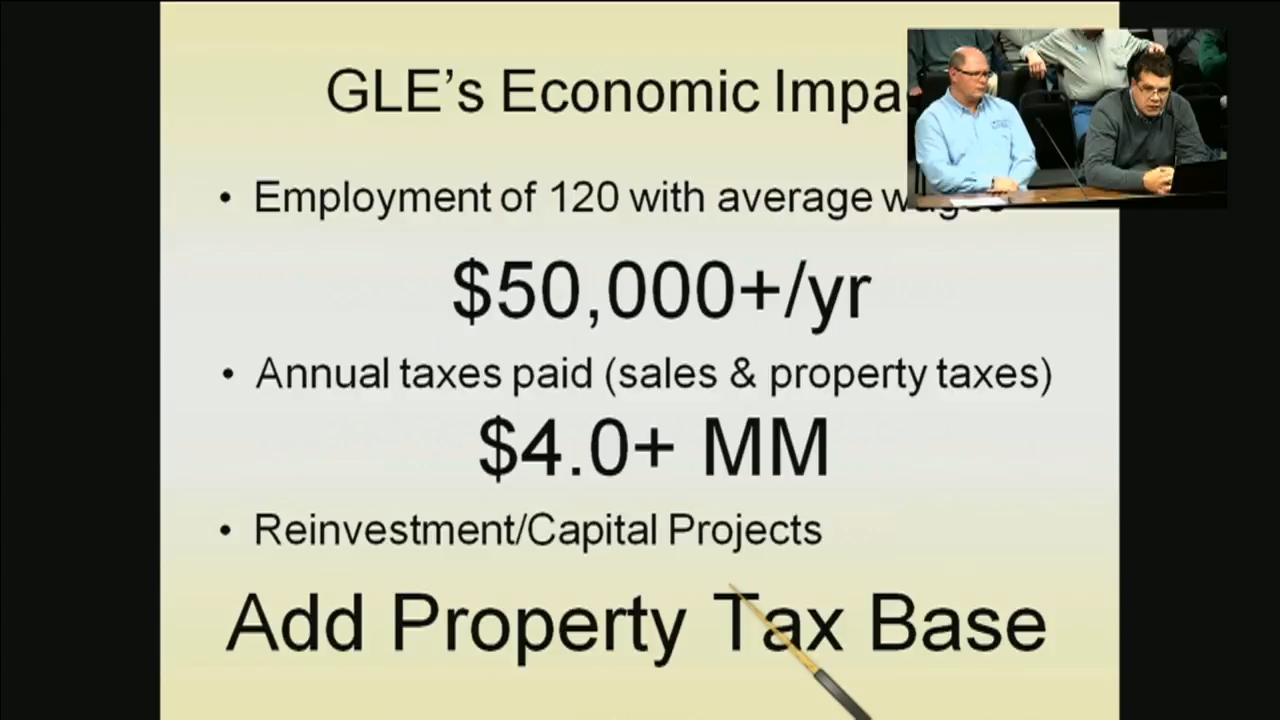 GLE's Economic Impa
• Employment of 120 with average wages
$50,000+/yr
• Annual taxes paid (sales & property taxes)
$4.0+ MM
• Reinvestment/Capital Projects
Add Property Tax Base